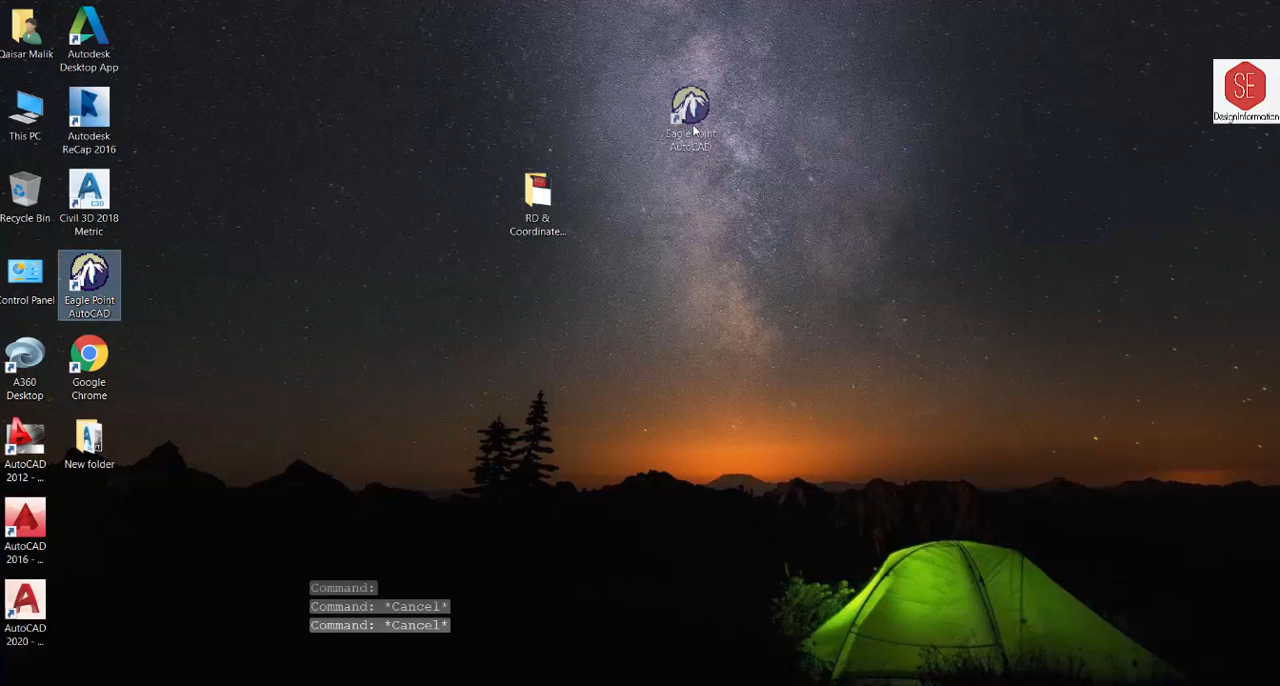 Qaisar Malik
Autodesk
Desktop App
This PC
Autodesk
ReCap 2016
Recycle Bin
Civil 3D 2018
Metric
Control Panel
Eagle Point
AutoCAD
A360
Desktop
Google
Chrome
AutoCAD
2012 - ...
New folder
AutoCAD
2016 - ...
AutoCAD
2020 - ...
Eagle Point
AutoCAD
RD &
Coordinate...
SE
DesignInformation
Command:
Command: *Cancel*
Command: *Cancel*